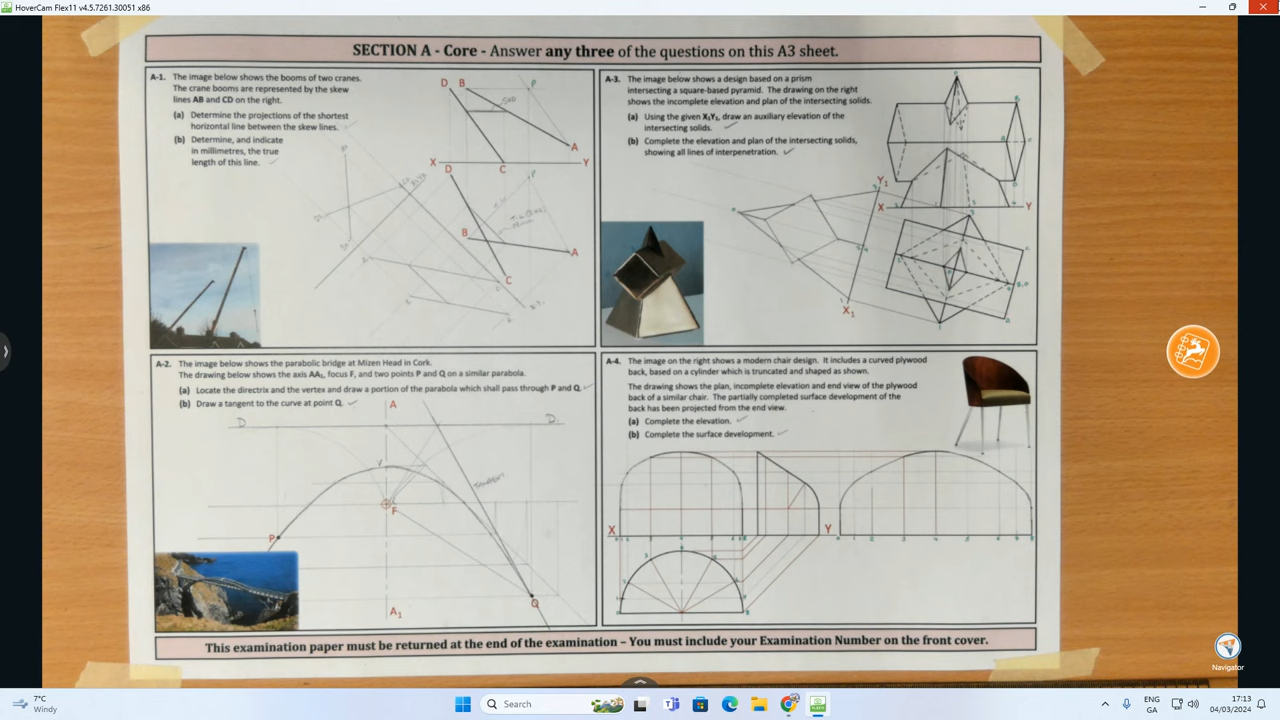 HoverCam Flex11 v4.5.7261.30051 x86
SECTION A - Core - Answer any three of the questions on this A3 sheet.
A-1. The image below shows the booms of two cranes.
The crane booms are represented by the skew
lines AB and CD on the right.
(a) Determine the projections of the shortest
horizontal line between the skew lines.
(b) Determine, and indicate
in millimetres, the true
length of this line.
D B
P
A
X
Y
D
C
P
B
A
C
A-3. The image below shows a design based on a prism
intersecting a square-based pyramid. The drawing on the right
shows the incomplete elevation and plan of the intersecting solids.
(a) Using the given X1Y1, draw an auxiliary elevation of the
intersecting solids.
(b) Complete the elevation and plan of the intersecting solids,
showing all lines of interpenetration.
Y1
X
Y
X1
A-2. The image below shows the parabolic bridge at Mizen Head in Cork.
The drawing below shows the axis AA1, focus F, and two points P and Q on a similar parabola.
(a) Locate the directrix and the vertex and draw a portion of the parabola which shall pass through P and Q.
(b) Draw a tangent to the curve at point Q.
A
D
D
V
TANGENT
F
P
Q
A1
A-4. The image on the right shows a modern chair design. It includes a curved plywood
back, based on a cylinder which is truncated and shaped as shown.
The drawing shows the plan, incomplete elevation and end view of the plywood
back of a similar chair. The partially completed surface development of the
back has been projected from the end view.
(a) Complete the elevation.
(b) Complete the surface development.
X
Y
This examination paper must be returned at the end of the examination – You must include your Examination Number on the front cover.
Navigator
7°C
Windy
Search
ENG
GA
17:13
04/03/2024